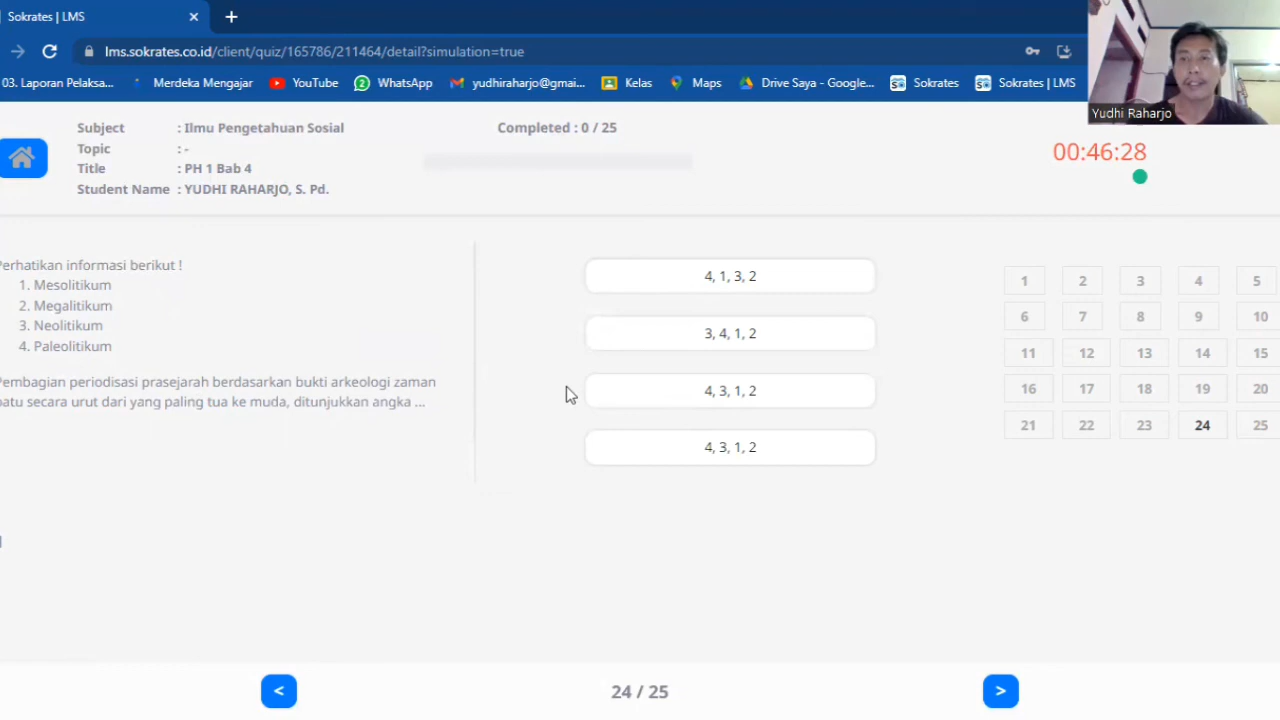 Sokrates | LMS
lms.sokrates.co.id/client/quiz/165786/211464/detail?simulation=true
03. Laporan Pelaksa... Merdeka Mengajar YouTube 2 WhatsApp yudhiraharjo@gmai... Kelas Maps Drive Saya - Google... Sokrates Sokrates | LMS
Yudhi Raharjo
Subject : Ilmu Pengetahuan Sosial
Topic : -
Title : PH 1 Bab 4
Student Name : YUDHI RAHARJO, S. Pd.
Completed : 0 / 25
00:46:28
Perhatikan informasi berikut !
1. Mesolitikum
2. Megalitikum
3. Neolitikum
4. Paleolitikum
Pembagian periodisasi prasejarah berdasarkan bukti arkeologi zaman
batu secara urut dari yang paling tua ke muda, ditunjukkan angka ...
4, 1, 3, 2
3, 4, 1, 2
4, 3, 1, 2
4, 3, 1, 2
1 2 3 4 5
6 7 8 9 10
11 12 13 14 15
16 17 18 19 20
21 22 23 24 25
< 24 / 25 >